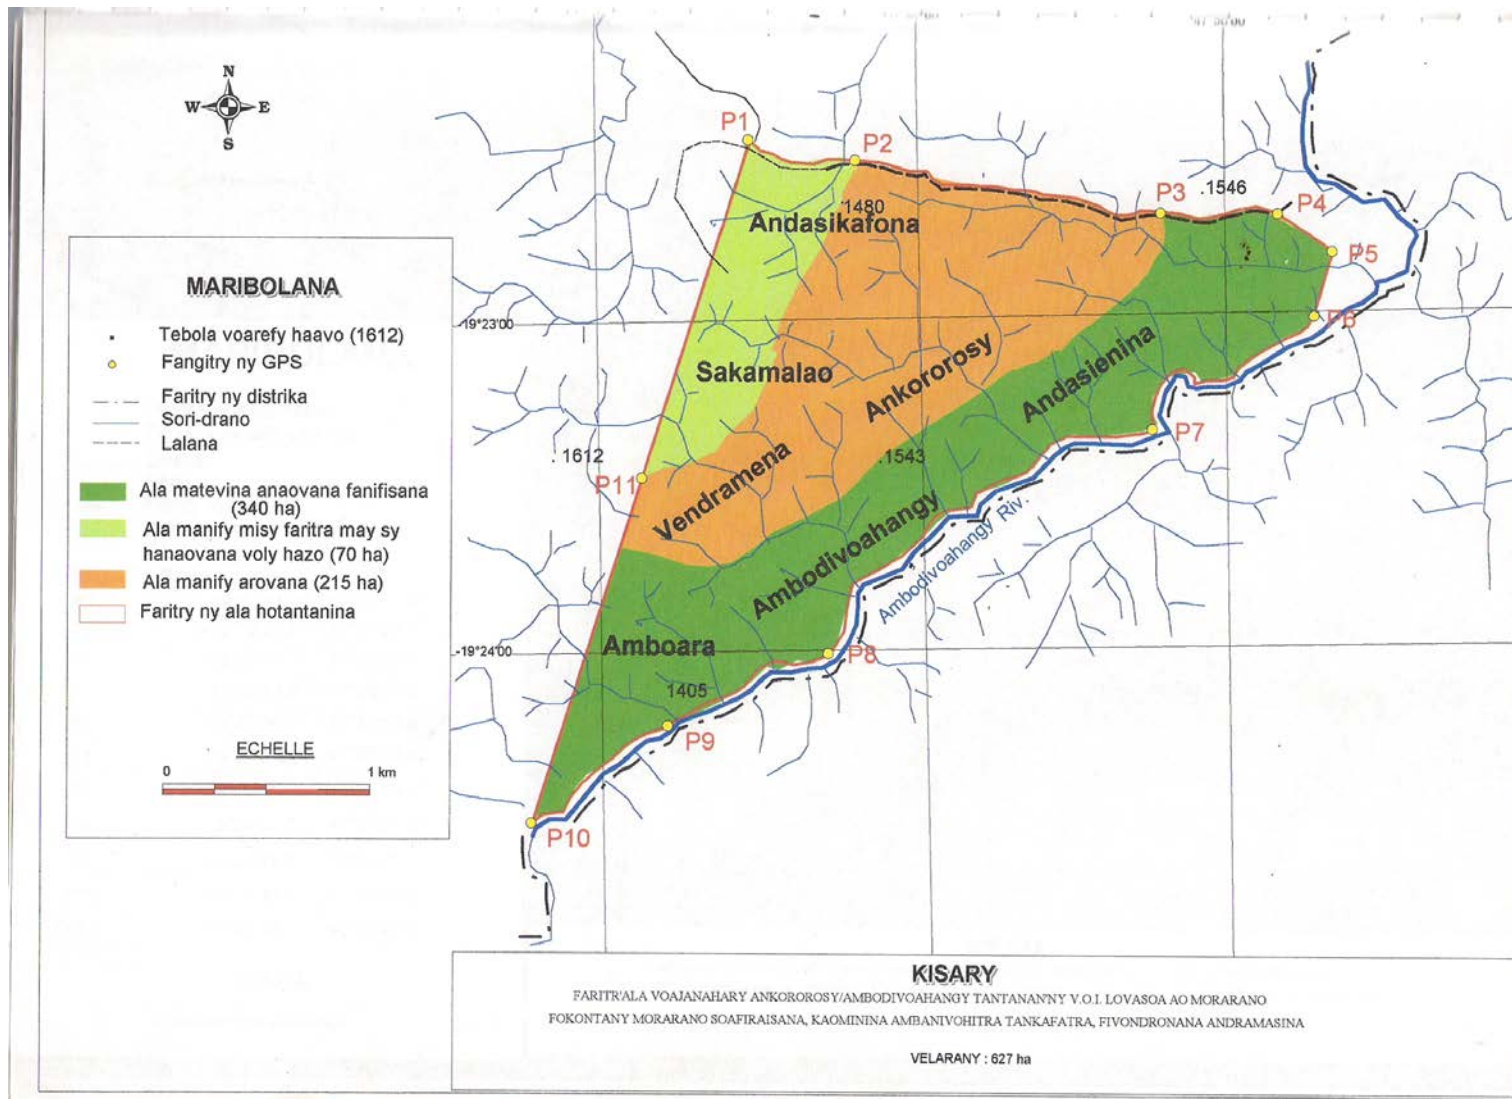 47°50'00
N
W E
S
P1
P2
P3
.1546
P4
1480
Andasikafona
P5
MARIBOLANA
Tebola voarefy haavo (1612)
Fangitry ny GPS
Faritry ny distrika
Sori-drano
Lalana
Ala matevina anaovana fanifisana
(340 ha)
Ala manify misy faritra may sy
hanaovana voly hazo (70 ha)
Ala manify arovana (215 ha)
Faritry ny ala hotantanina
ECHELLE
0 1 km
-19°23'00
P6
Sakamalao
Ankororosy
Andasienina
P7
. 1612
.1543
P11
Vendramena
Ambodivoahangy
Ambodivoahangy Riv.
-19°24'00
Amboara
P8
1405
P9
P10
KISARY
FARITR'ALA VOAJANAHARY ANKOROROSY/AMBODIVOAHANGY TANTANAN'NY V.O.I. LOVASOA AO MORARANO
FOKONTANY MORARANO SOAFIRAISANA, KAOMININA AMBANIVOHITRA TANKAFATRA, FIVONDRONANA ANDRAMASINA
VELARANY : 627 ha